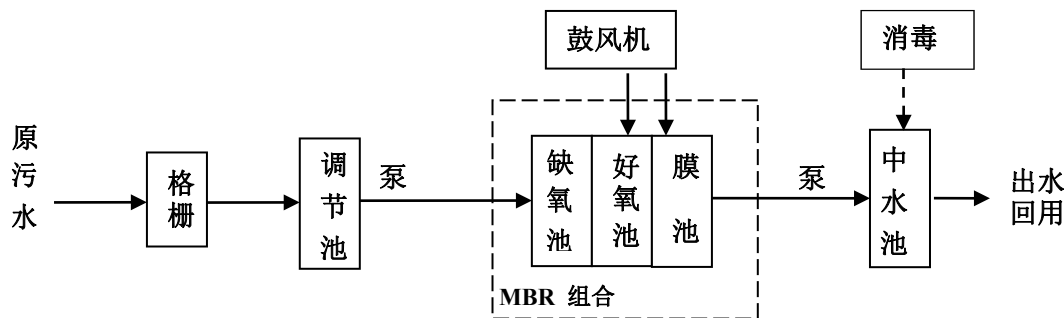 鼓风机
消毒
原污水
格栅
调节池
泵
缺氧池
好氧池
膜池
泵
中水池
出水
回用
MBR 组合